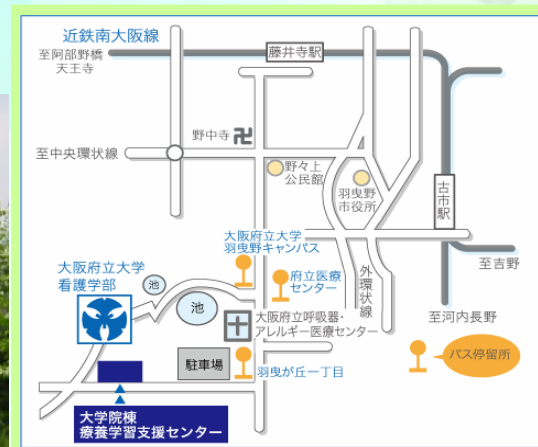 近鉄南大阪線
至阿部野橋
天王寺
藤井寺駅
野中寺
卍
至中央環状線
野々上
公民館
羽曳野
市役所
古市駅
大阪府立大学
羽曳野キャンパス
大阪府立大学
看護学部
池
池
府立医療
センター
外環状線
至吉野
大阪府立呼吸器・
アレルギー医療センター
至河内長野
駐車場
羽曳が丘一丁目
バス停留所
大学院棟
療養学習支援センター